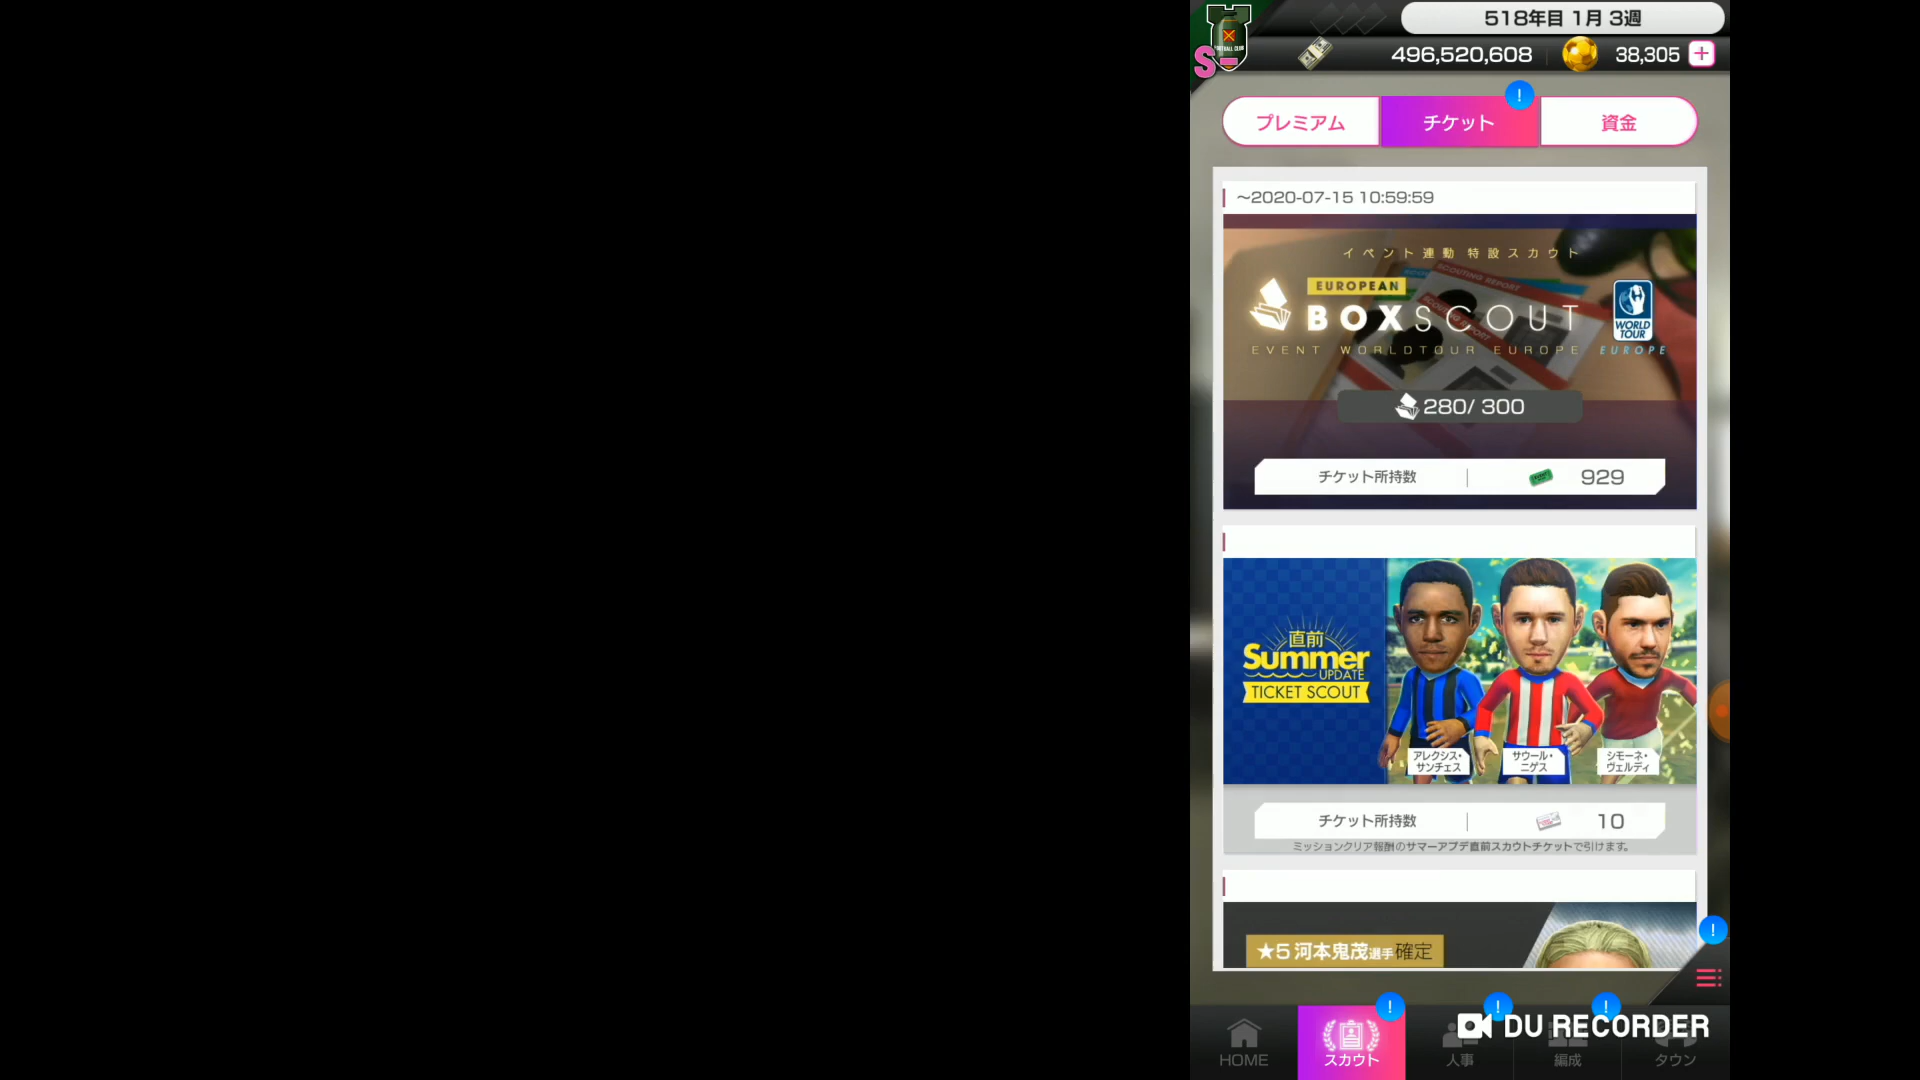 518年目 1月 3週
S-
FOOTBALL CLUB
496,520,608
38,305
プレミアム
チケット
資金
～2020-07-15 10:59:59
イベント連動 特設スカウト
EUROPEAN
BOXSCOUT
EVENT WORLDTOUR EUROPE
WORLD
TOUR
EUROPE
SCOUTING REPORT
280/ 300
チケット所持数
929
直前
Summer
UPDATE
TICKET SCOUT
アレクシス・
サンチェス
サウール・
ニゲス
シモーネ・
ヴェルディ
チケット所持数
10
ミッションクリア報酬のサマーアプデ直前スカウトチケットで引けます。
★5 河本鬼茂選手確定
DU RECORDER
HOME
スカウト
人事
編成
タウン